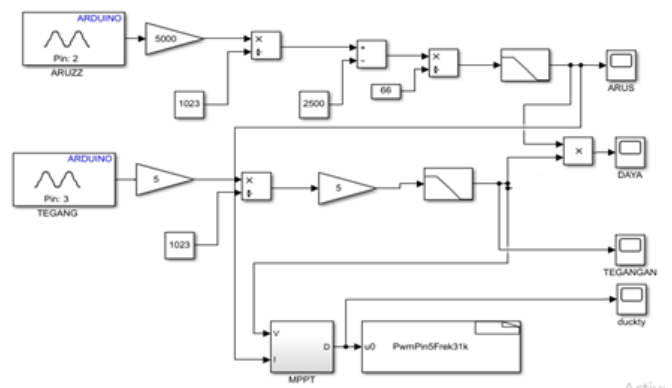 ARDUINO
Pin: 2
ARUZZ
5000
×
÷
1023
+
-
2500
×
÷
66
ARUS
ARDUINO
Pin: 3
TEGANG
5
×
÷
1023
5
×
DAYA
TEGANGAN
duckty
V
I
D
MPPT
u0
PwmPin5Frek31k